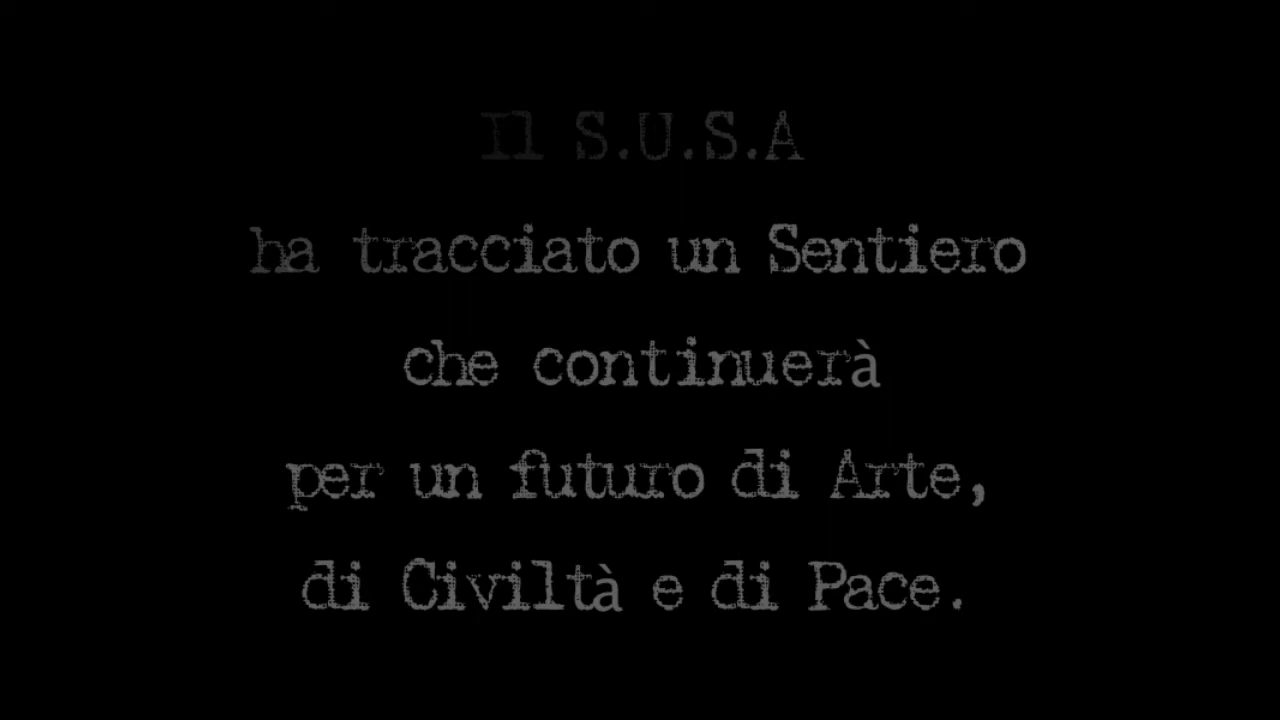 Il S.U.S.A
ha tracciato un Sentiero
che continuerà
per un futuro di Arte,
di Civiltà e di Pace.